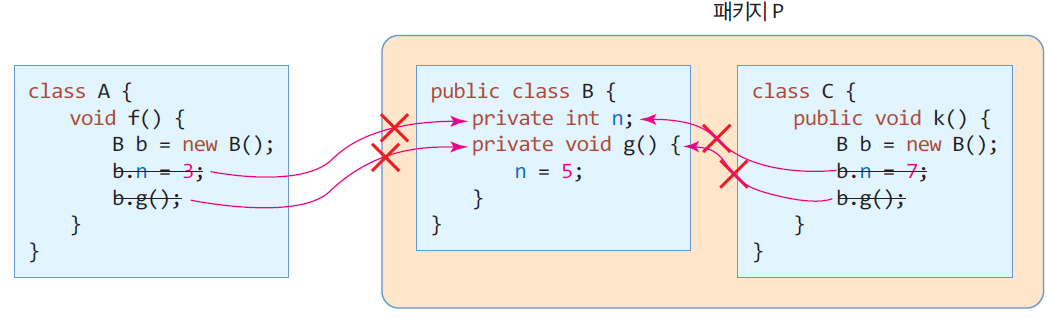 패키지 P
class A {
void f() {
B b = new B();
b.n = 3;
b.g();
}
}
public class B {
private int n;
private void g() {
n = 5;
}
}
class C {
public void k() {
B b = new B();
b.n = 7;
b.g();
}
}